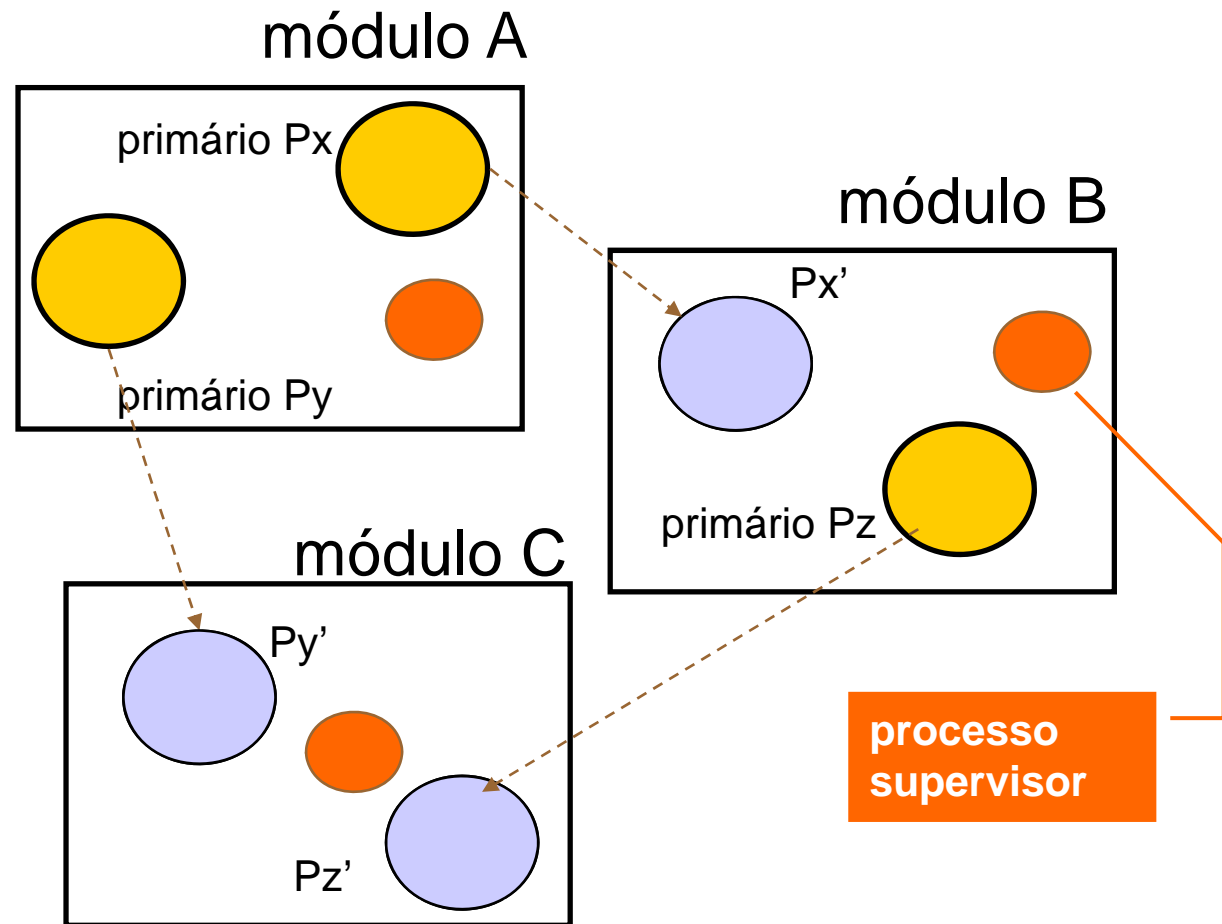 módulo A
primário Px
primário Py
módulo B
Px’
primário Pz
módulo C
Py’
Pz’
processo
supervisor